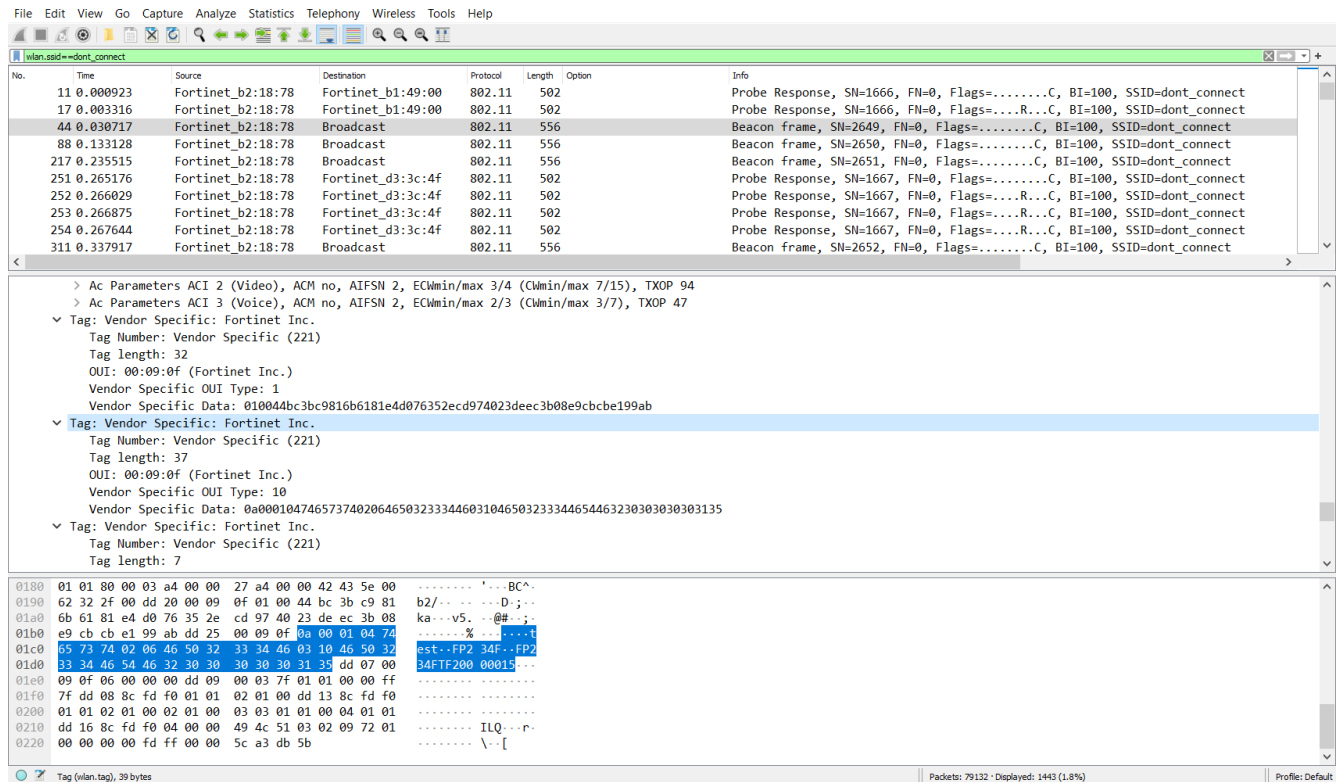 File Edit View Go Capture Analyze Statistics Telephony Wireless Tools Help
wlan.ssid==dont_connect
No. Time Source Destination Protocol Length Option Info
11 0.000923 Fortinet_b2:18:78 Fortinet_b1:49:00 802.11 502 Probe Response, SN=1666, FN=0, Flags=........C, BI=100, SSID=dont_connect
17 0.003316 Fortinet_b2:18:78 Fortinet_b1:49:00 802.11 502 Probe Response, SN=1666, FN=0, Flags=....R...C, BI=100, SSID=dont_connect
44 0.030717 Fortinet_b2:18:78 Broadcast 802.11 556 Beacon frame, SN=2649, FN=0, Flags=........C, BI=100, SSID=dont_connect
88 0.133128 Fortinet_b2:18:78 Broadcast 802.11 556 Beacon frame, SN=2650, FN=0, Flags=........C, BI=100, SSID=dont_connect
217 0.235515 Fortinet_b2:18:78 Broadcast 802.11 556 Beacon frame, SN=2651, FN=0, Flags=........C, BI=100, SSID=dont_connect
251 0.265176 Fortinet_b2:18:78 Fortinet_d3:3c:4f 802.11 502 Probe Response, SN=1667, FN=0, Flags=........C, BI=100, SSID=dont_connect
252 0.266029 Fortinet_b2:18:78 Fortinet_d3:3c:4f 802.11 502 Probe Response, SN=1667, FN=0, Flags=....R...C, BI=100, SSID=dont_connect
253 0.266875 Fortinet_b2:18:78 Fortinet_d3:3c:4f 802.11 502 Probe Response, SN=1667, FN=0, Flags=....R...C, BI=100, SSID=dont_connect
254 0.267644 Fortinet_b2:18:78 Fortinet_d3:3c:4f 802.11 502 Probe Response, SN=1667, FN=0, Flags=....R...C, BI=100, SSID=dont_connect
311 0.337917 Fortinet_b2:18:78 Broadcast 802.11 556 Beacon frame, SN=2652, FN=0, Flags=........C, BI=100, SSID=dont_connect
> Ac Parameters ACI 2 (Video), ACM no, AIFSN 2, ECWmin/max 3/4 (CWmin/max 7/15), TXOP 94
> Ac Parameters ACI 3 (Voice), ACM no, AIFSN 2, ECWmin/max 2/3 (CWmin/max 3/7), TXOP 47
Tag: Vendor Specific: Fortinet Inc.
Tag Number: Vendor Specific (221)
Tag length: 32
OUI: 00:09:0f (Fortinet Inc.)
Vendor Specific OUI Type: 1
Vendor Specific Data: 010044bc3bc9816b6181e4d076352ecd974023deec3b08e9cbcbe199ab
Tag: Vendor Specific: Fortinet Inc.
Tag Number: Vendor Specific (221)
Tag length: 37
OUI: 00:09:0f (Fortinet Inc.)
Vendor Specific OUI Type: 10
Vendor Specific Data: 0a000104746573740206465032333446031046503233344654463230303030303135
Tag: Vendor Specific: Fortinet Inc.
Tag Number: Vendor Specific (221)
Tag length: 7
0180 01 01 80 00 03 a4 00 00 27 a4 00 00 42 43 5e 00 ········ '···BC^·
0190 62 32 2f 00 dd 20 00 09 0f 01 00 44 bc 3b c9 81 b2/·· ·· ···D·;··
01a0 6b 61 81 e4 d0 76 35 2e cd 97 40 23 de ec 3b 08 ka···v5. ··@#··;·
01b0 e9 cb cb e1 99 ab dd 25 00 09 0f 0a 00 01 04 74 ·······% ·······t
01c0 65 73 74 02 06 46 50 32 33 34 46 03 10 46 50 32 est··FP2 34F··FP2
01d0 33 34 46 54 46 32 30 30 30 30 30 31 35 dd 07 00 34FTF200 00015···
01e0 09 0f 06 00 00 00 dd 09 00 03 7f 01 01 00 00 ff ········ ········
01f0 7f dd 08 8c fd f0 01 01 02 01 00 dd 13 8c fd f0 ········ ········
0200 01 01 02 01 00 02 01 00 03 03 01 01 00 04 01 01 ········ ········
0210 dd 16 8c fd f0 04 00 00 49 4c 51 03 02 09 72 01 ········ ILQ···r·
0220 00 00 00 00 fd ff 00 00 5c a3 db 5b ········ \··[
Tag (wlan.tag), 39 bytes Packets: 79132 · Displayed: 1443 (1.8%) Profile: Default